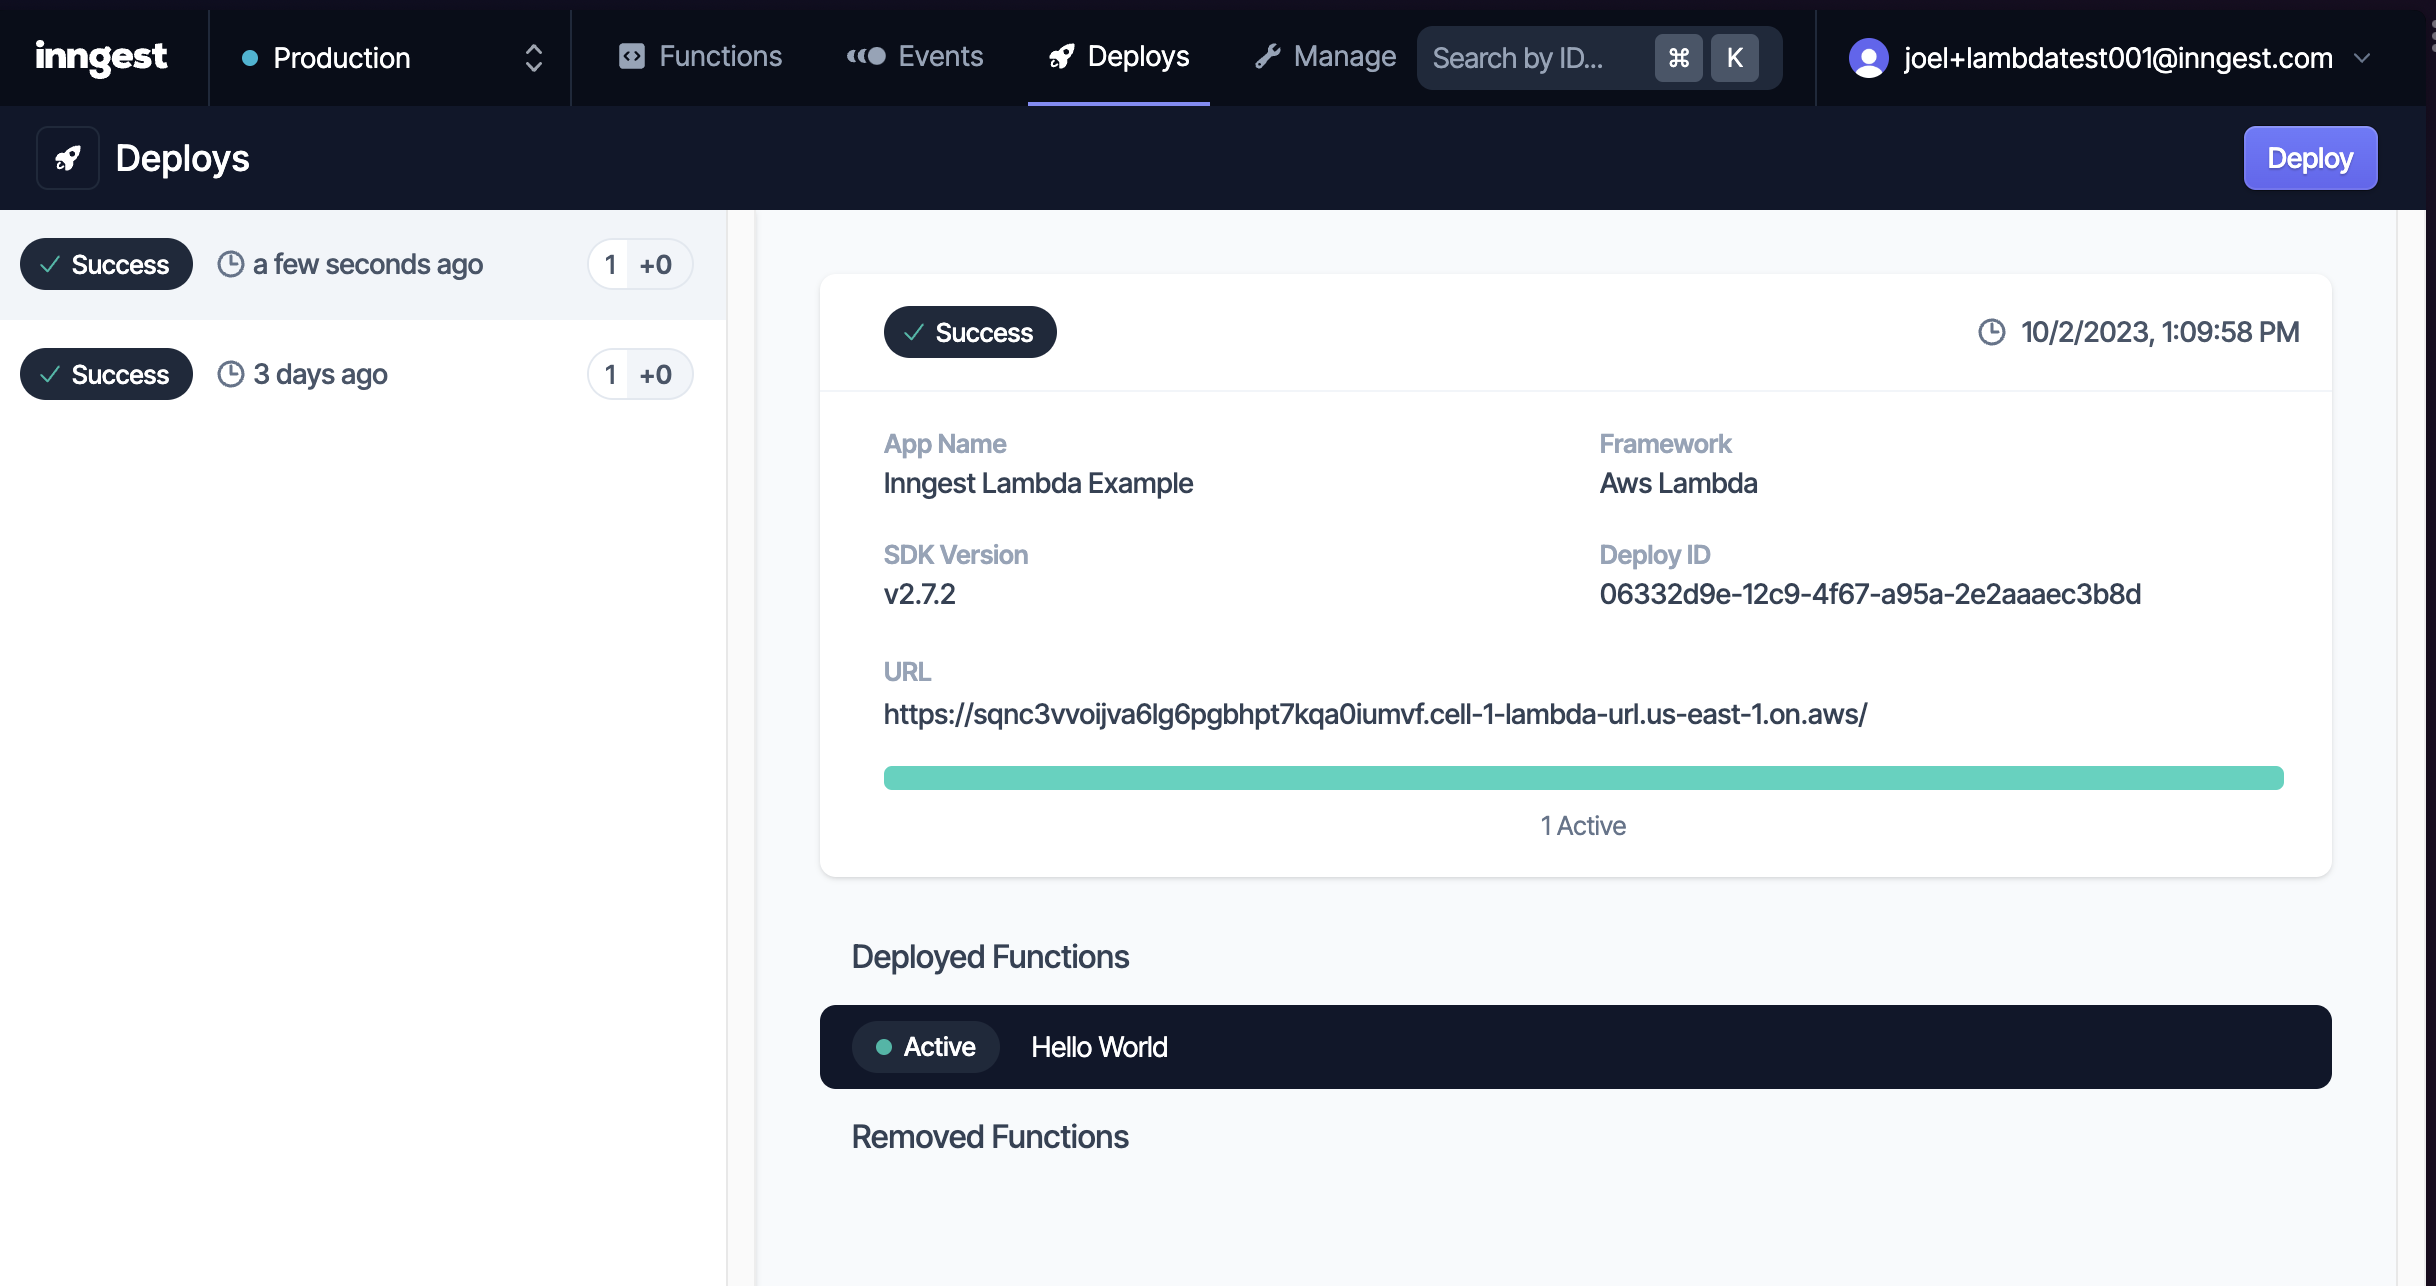 inngest
Production
Functions
Events
Deploys
Manage
Search by ID...
⌘
K
joel+lambdatest001@inngest.com
Deploys
Deploy
Success
a few seconds ago
1
+0
Success
3 days ago
1
+0
Success
10/2/2023, 1:09:58 PM
App Name
Inngest Lambda Example
Framework
Aws Lambda
SDK Version
v2.7.2
Deploy ID
06332d9e-12c9-4f67-a95a-2e2aaaec3b8d
URL
https://sqnc3vvoijva6lg6pgbhpt7kqa0iumvf.cell-1-lambda-url.us-east-1.on.aws/
1 Active
Deployed Functions
Active
Hello World
Removed Functions